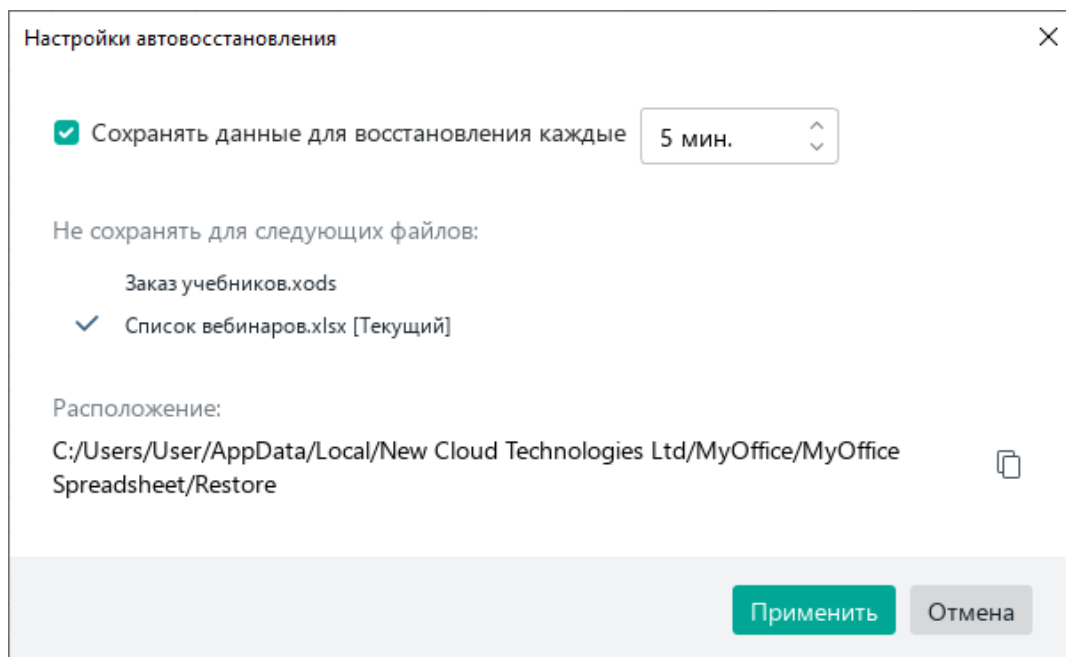 Настройки автовосстановления
Сохранять данные для восстановления каждые 5 мин.
Не сохранять для следующих файлов:
Заказ учебников.xods
Список вебинаров.xlsx [Текущий]
Расположение:
C:/Users/User/AppData/Local/New Cloud Technologies Ltd/MyOffice/MyOffice
Spreadsheet/Restore
Применить Отмена